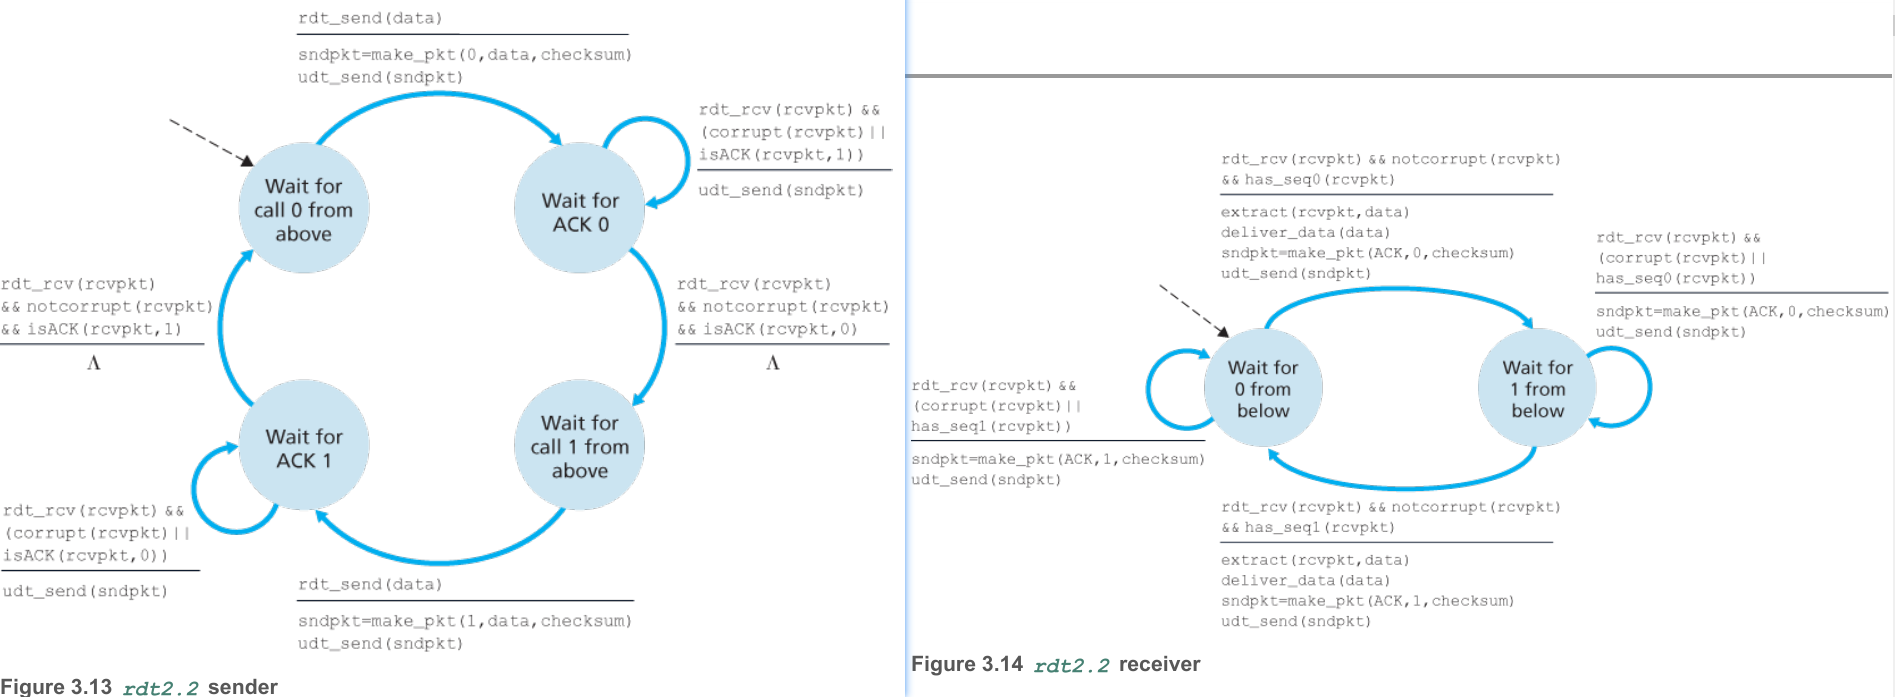 rdt_send(data)
sndpkt=make_pkt(0,data,checksum)
udt_send(sndpkt)
rdt_rcv(rcvpkt) &&
(corrupt(rcvpkt)||
isACK(rcvpkt,1))
udt_send(sndpkt)
Wait for
call 0 from
above
Wait for
ACK 0
rdt_rcv(rcvpkt)
&& notcorrupt(rcvpkt)
&& isACK(rcvpkt,1)
Λ
rdt_rcv(rcvpkt)
&& notcorrupt(rcvpkt)
&& isACK(rcvpkt,0)
Λ
Wait for
ACK 1
Wait for
call 1 from
above
rdt_rcv(rcvpkt) &&
(corrupt(rcvpkt)||
isACK(rcvpkt,0))
udt_send(sndpkt)
rdt_send(data)
sndpkt=make_pkt(1,data,checksum)
udt_send(sndpkt)
Figure 3.13 rdt2.2 sender
rdt_rcv(rcvpkt) && notcorrupt(rcvpkt)
&& has_seq0(rcvpkt)
extract(rcvpkt,data)
deliver_data(data)
sndpkt=make_pkt(ACK,0,checksum)
udt_send(sndpkt)
rdt_rcv(rcvpkt) &&
(corrupt(rcvpkt)||
has_seq0(rcvpkt))
sndpkt=make_pkt(ACK,0,checksum)
udt_send(sndpkt)
Wait for
0 from
below
Wait for
1 from
below
rdt_rcv(rcvpkt) &&
(corrupt(rcvpkt)||
has_seq1(rcvpkt))
sndpkt=make_pkt(ACK,1,checksum)
udt_send(sndpkt)
rdt_rcv(rcvpkt) && notcorrupt(rcvpkt)
&& has_seq1(rcvpkt)
extract(rcvpkt,data)
deliver_data(data)
sndpkt=make_pkt(ACK,1,checksum)
udt_send(sndpkt)
Figure 3.14 rdt2.2 receiver